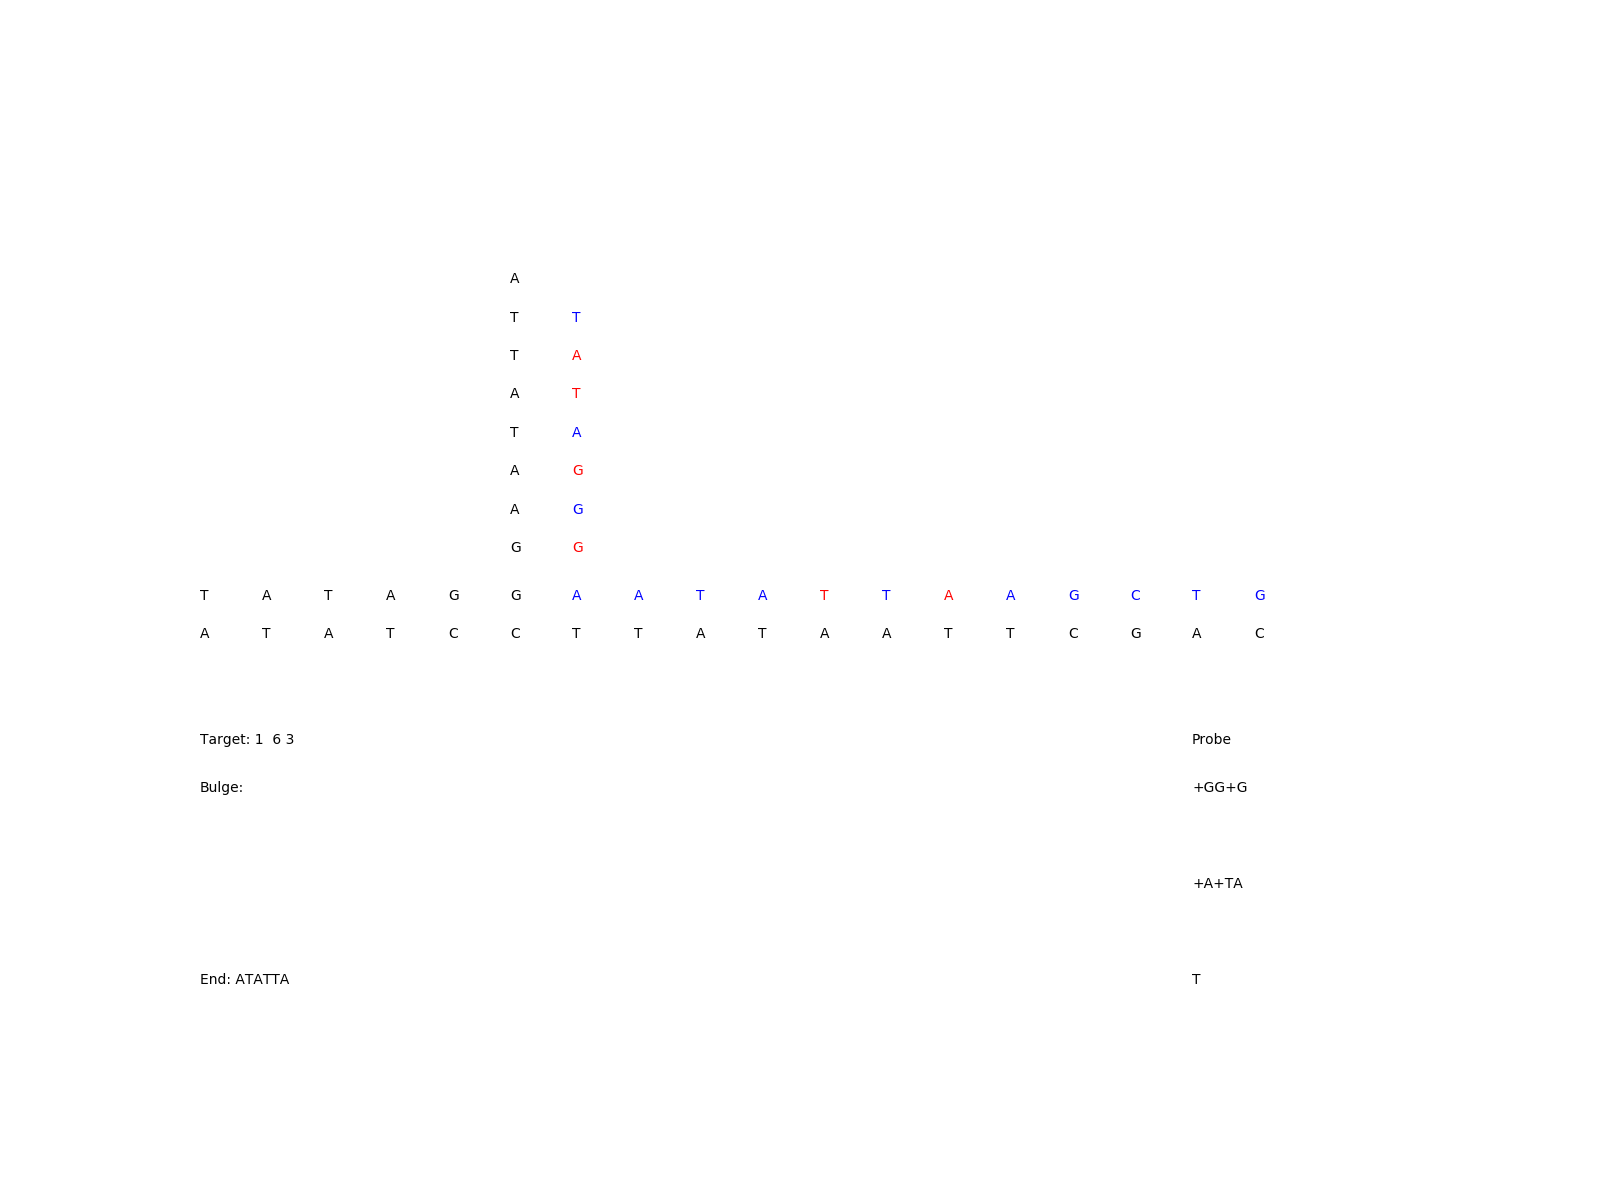 A
T T
T A
A T
T A
A G
A G
G G
T A T A G G A A T A T T A A G C T G
A T A T C C T T A T A A T T C G A C
Target: 1  6 3 Probe
Bulge: +GG+G
+A+TA
End: ATATTA T